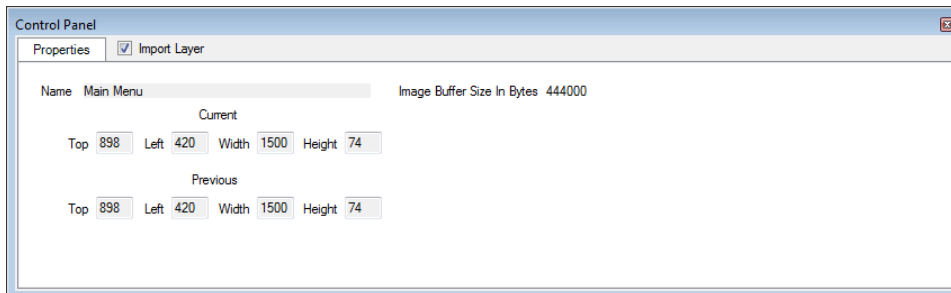 Control Panel
Properties Import Layer
Name Main Menu Image Buffer Size In Bytes 444000
Current
Top 898 Left 420 Width 1500 Height 74
Previous
Top 898 Left 420 Width 1500 Height 74